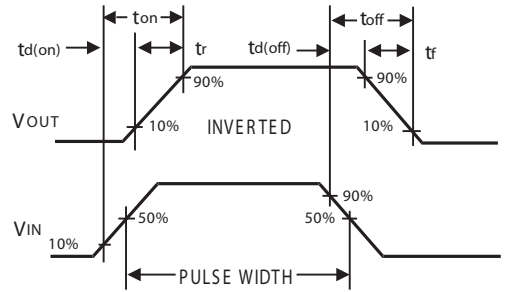 ton
toff
td(on)
tr
td(off)
tf
90%
90%
VOUT
10%
INVERTED
10%
90%
VIN
50%
50%
10%
PULSE WIDTH